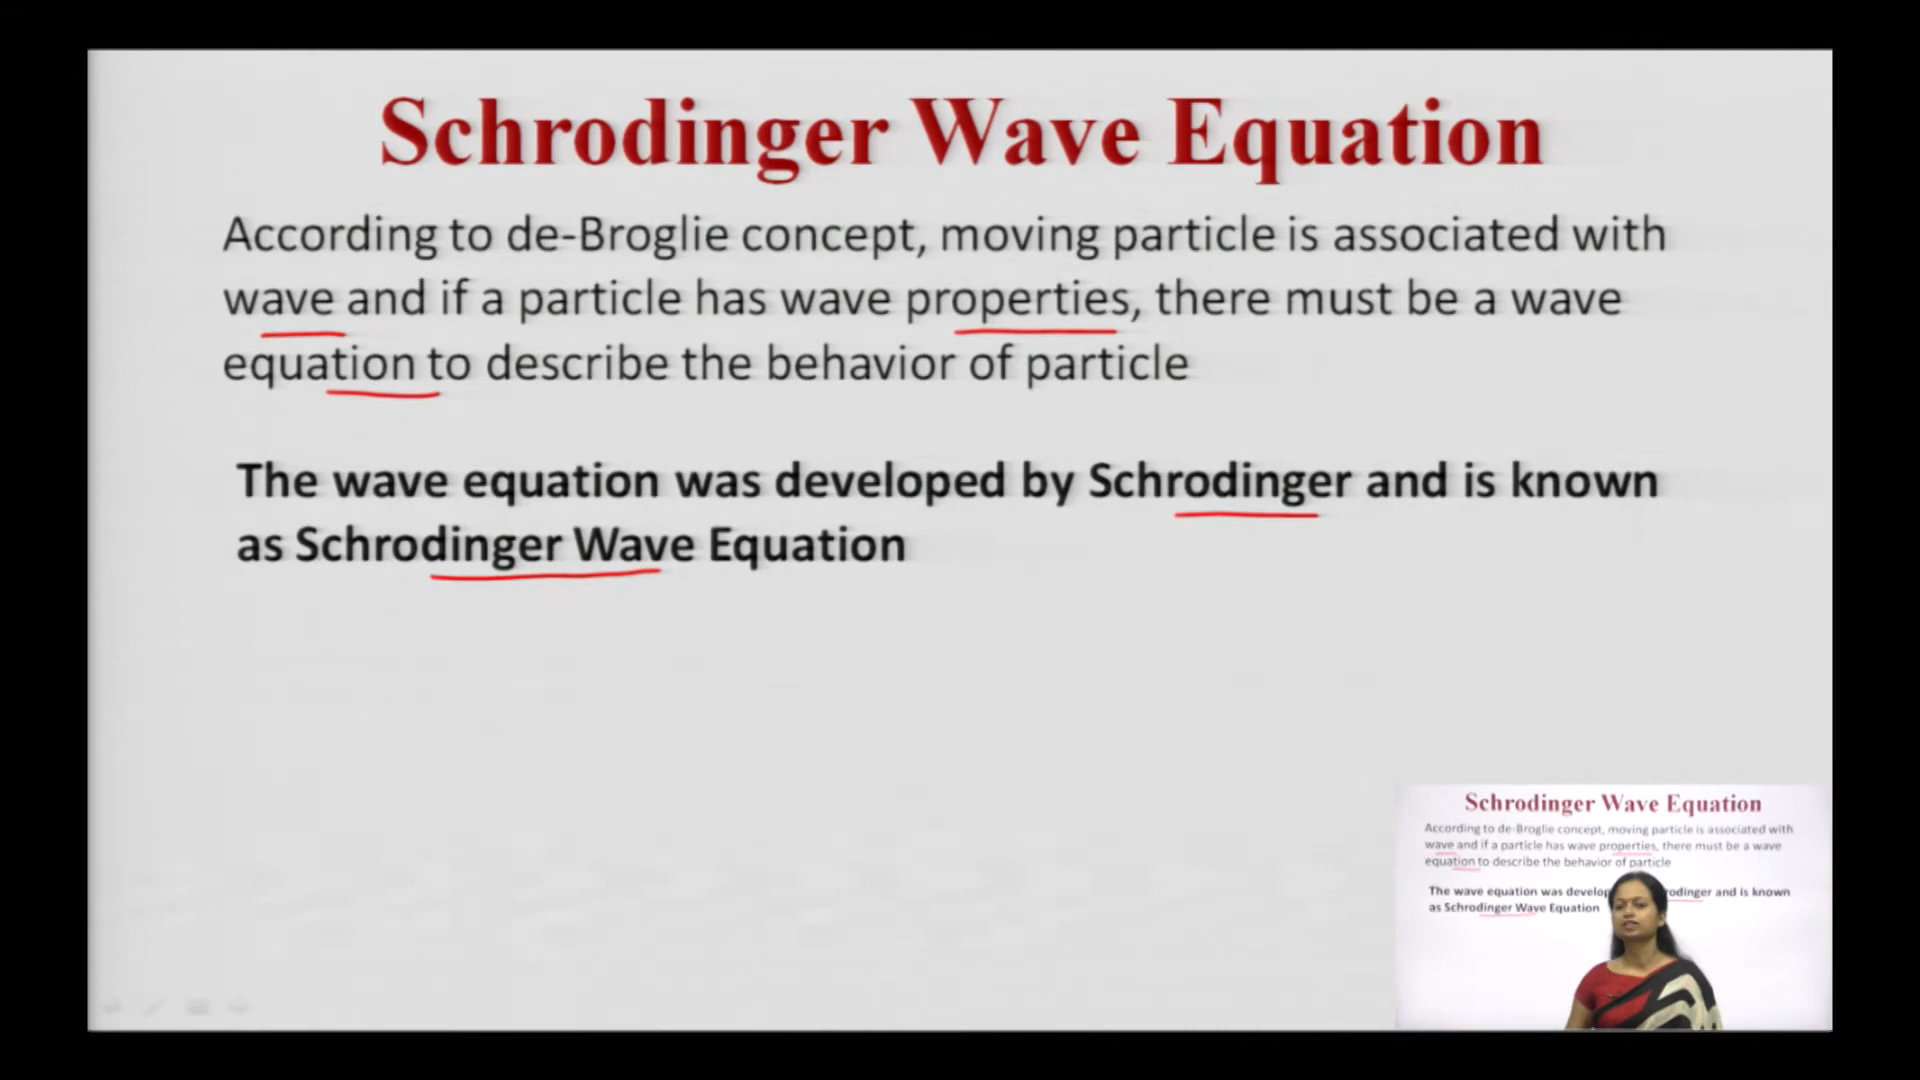 Schrodinger Wave Equation
According to de-Broglie concept, moving particle is associated with
wave and if a particle has wave properties, there must be a wave
equation to describe the behavior of particle
The wave equation was developed by Schrodinger and is known
as Schrodinger Wave Equation
Schrodinger Wave Equation
According to de-Broglie concept, moving particle is associated with
wave and if a particle has wave properties, there must be a wave
equation to describe the behavior of particle
The wave equation was develop rodinger and is known
as Schrodinger Wave Equation